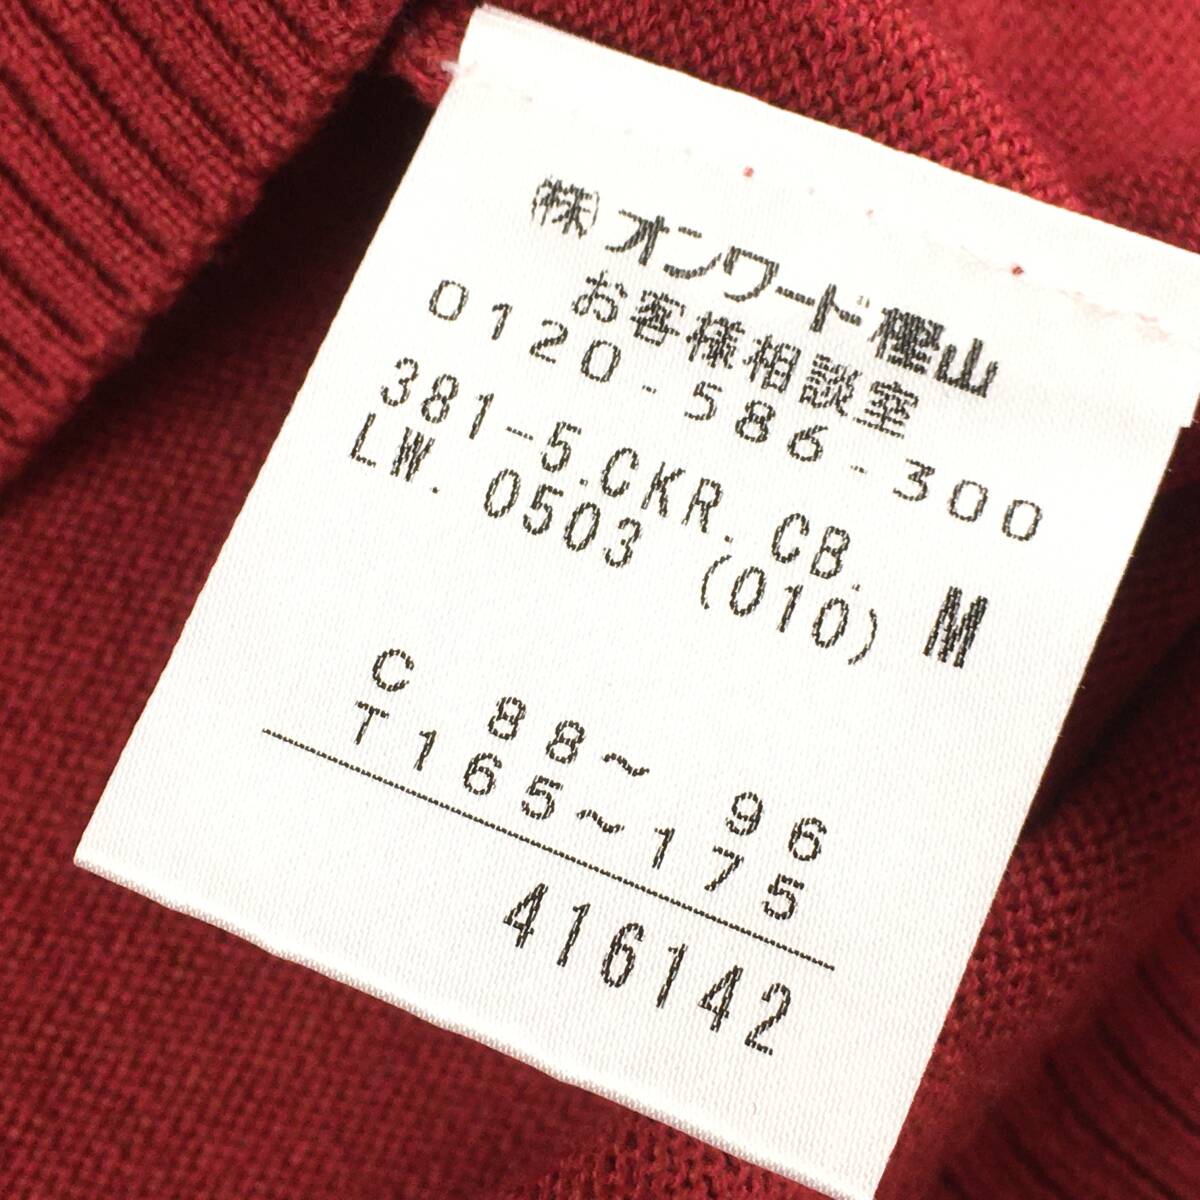 ㈱オンワード樫山
お客様相談室
0120-586-300
381-5.CKR.CB.
LW. 0503 (010) M
C 88~ 96
T165~175
416142